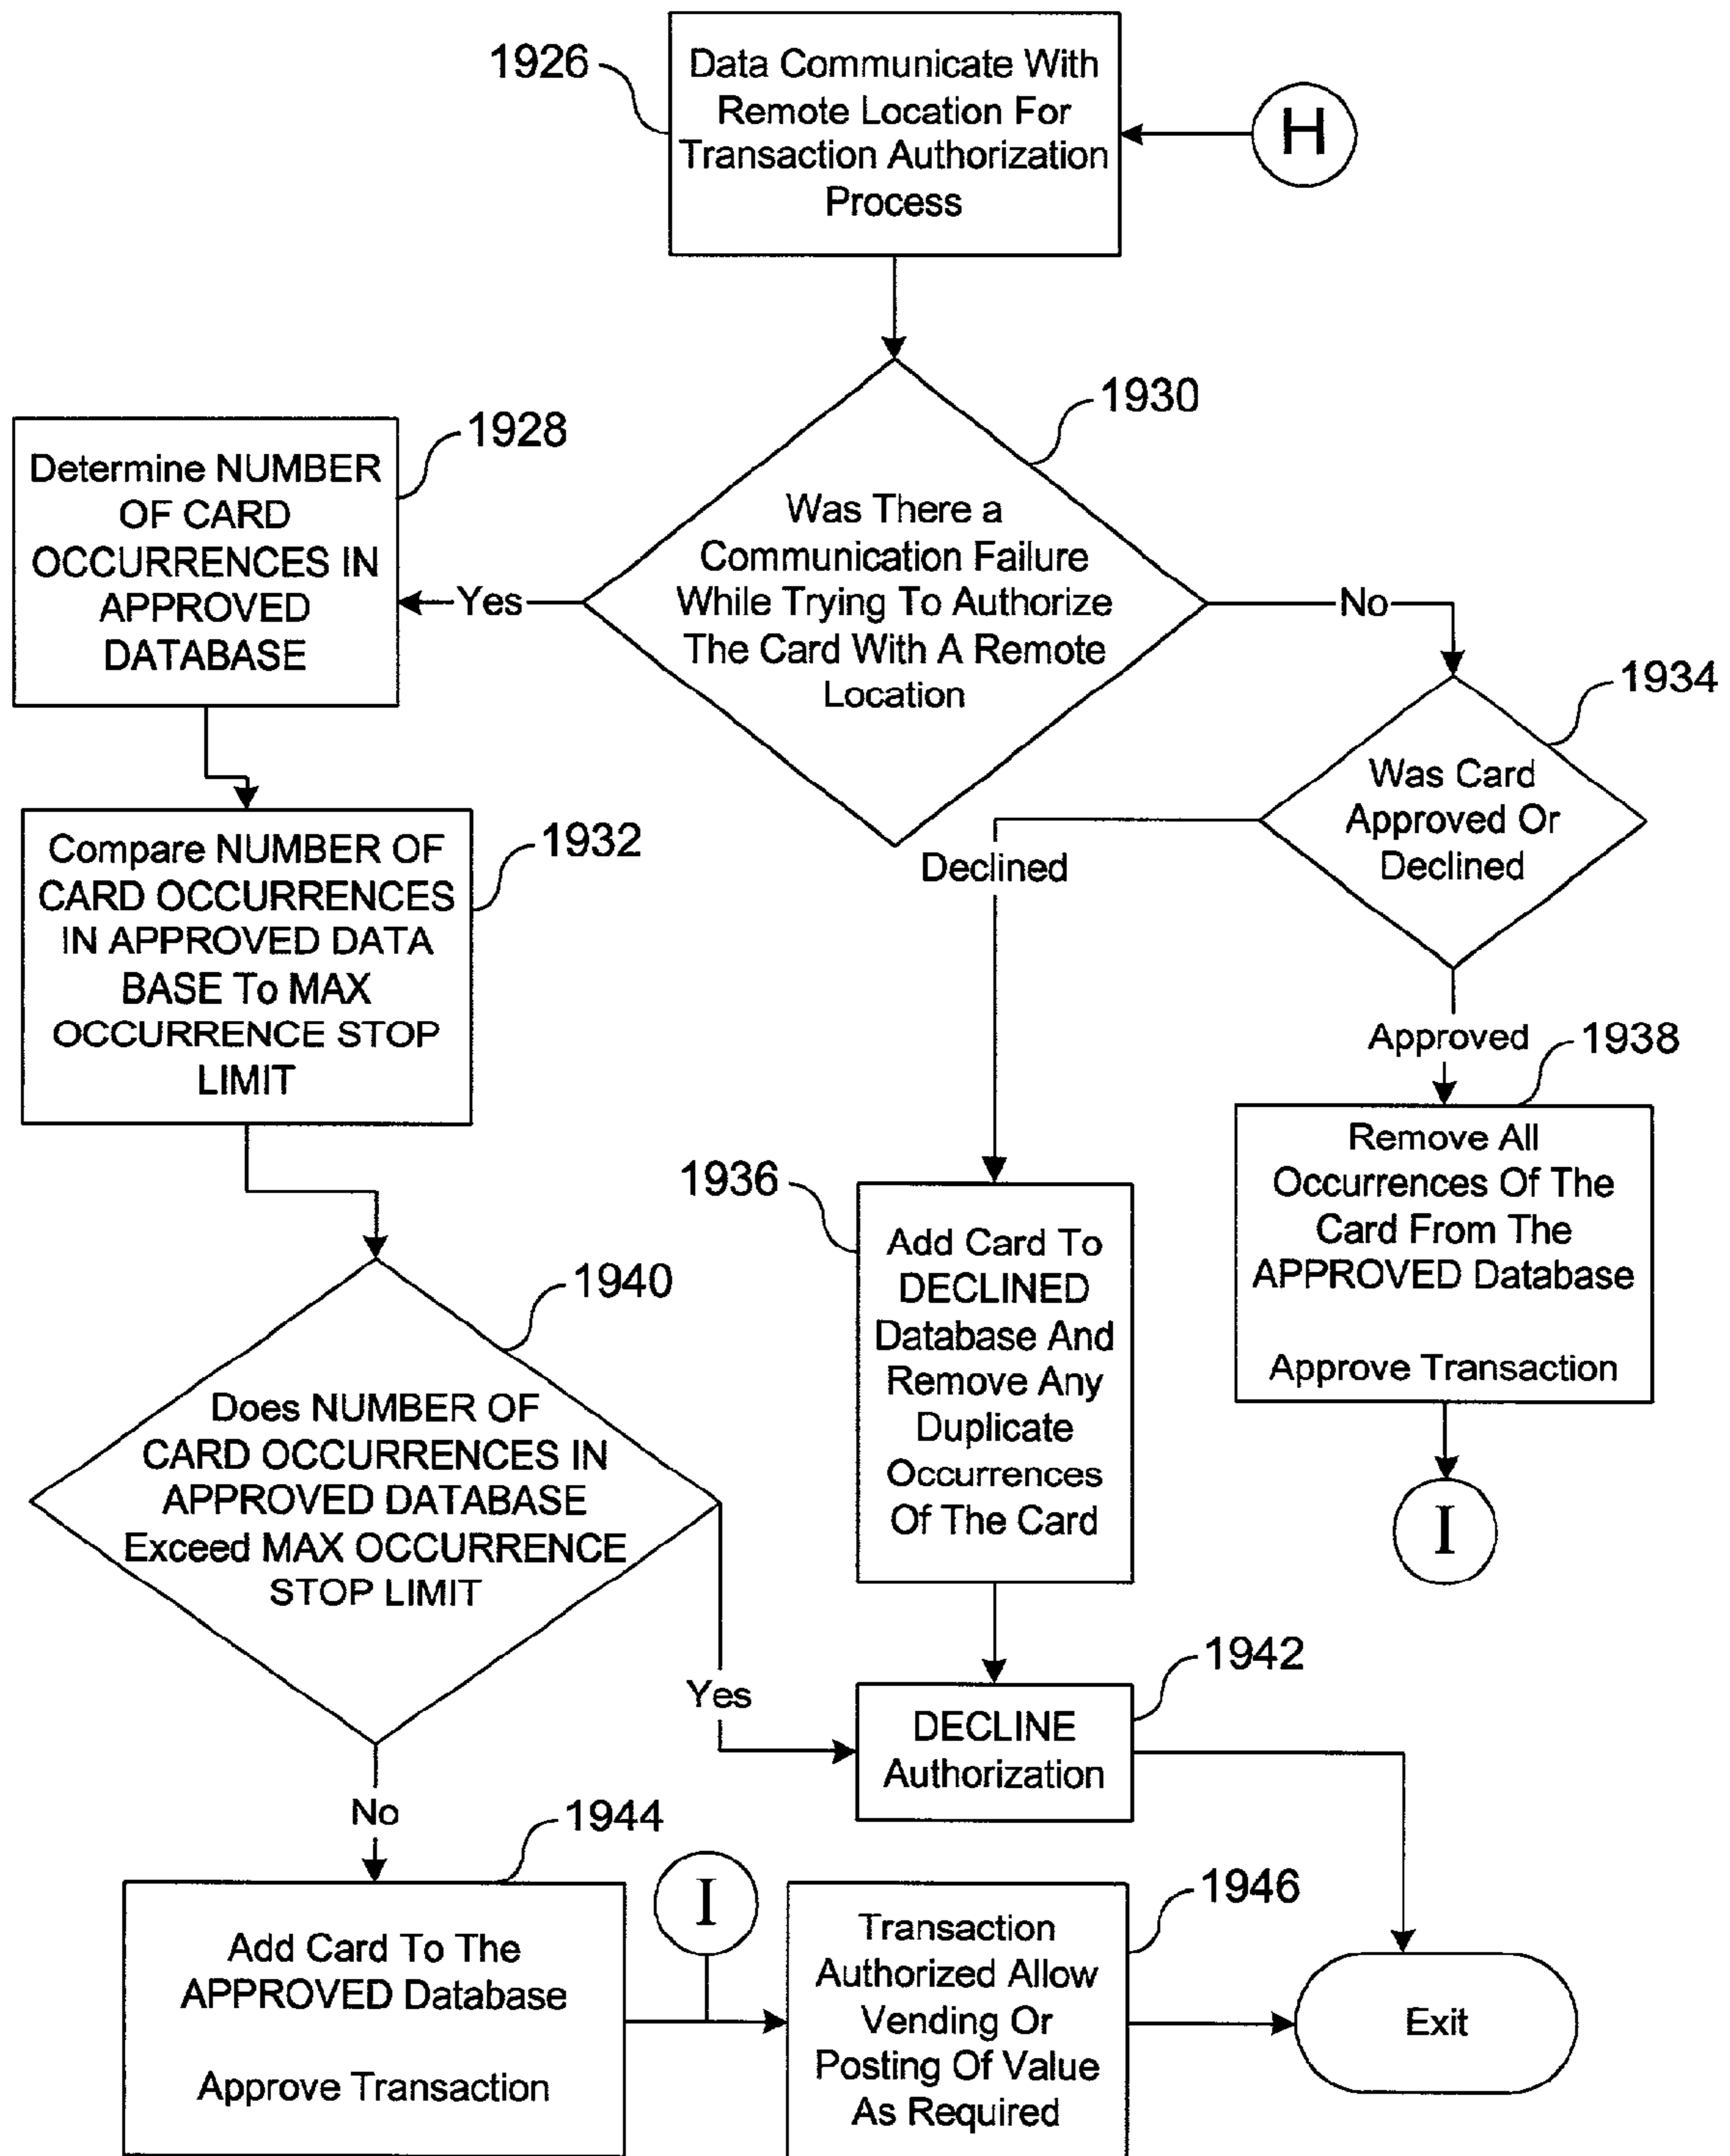 1926
Data Communicate With
Remote Location For
Transaction Authorization
Process
H
1930
Was There a
Communication Failure
While Trying To Authorize
The Card With A Remote
Location
Yes
No
1928
Determine NUMBER
OF CARD
OCCURRENCES IN
APPROVED
DATABASE
1934
Was Card
Approved Or
Declined
Declined
Approved
1932
Compare NUMBER OF
CARD OCCURRENCES
IN APPROVED DATA
BASE To MAX
OCCURRENCE STOP
LIMIT
1938
Remove All
Occurrences Of The
Card From The
APPROVED Database
Approve Transaction
I
1936
Add Card To
DECLINED
Database And
Remove Any
Duplicate
Occurrences
Of The Card
1940
Does NUMBER OF
CARD OCCURRENCES IN
APPROVED DATABASE
Exceed MAX OCCURRENCE
STOP LIMIT
Yes
No
1942
DECLINE
Authorization
1944
Add Card To The
APPROVED Database
Approve Transaction
I
1946
Transaction
Authorized Allow
Vending Or
Posting Of Value
As Required
Exit